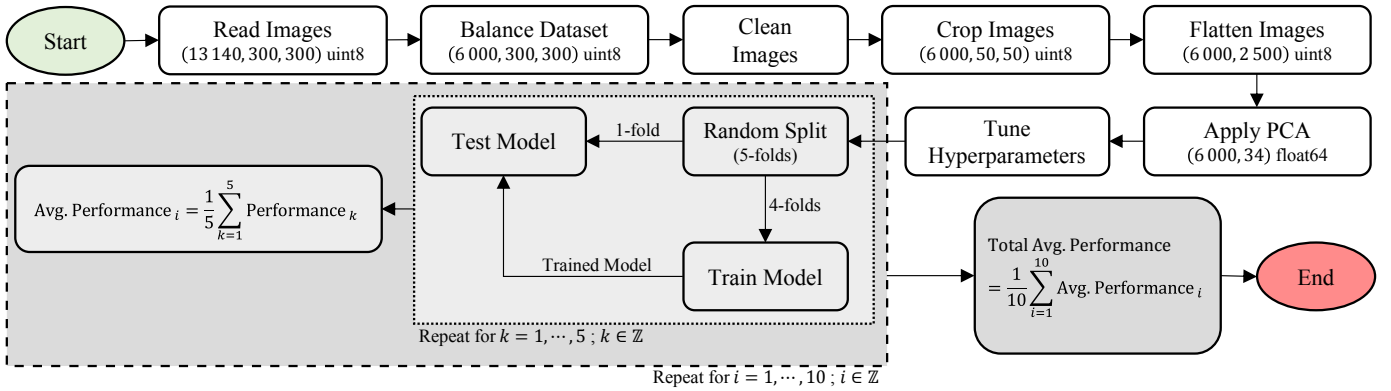 Start
Read Images
(13 140, 300, 300) uint8
Balance Dataset
(6 000, 300, 300) uint8
Clean
Images
Crop Images
(6 000, 50, 50) uint8
Flatten Images
(6 000, 2 500) uint8
Apply PCA
(6 000, 34) float64
Tune
Hyperparameters
Random Split
(5-folds)
1-fold
Test Model
4-folds
Train Model
Trained Model
Repeat for k = 1, ⋯, 5 ; k ∈ ℤ
Avg. Performance i = 1/5 ∑ k=1 5 Performance k
Repeat for i = 1, ⋯, 10 ; i ∈ ℤ
Total Avg. Performance
= 1/10 ∑ i=1 10 Avg. Performance i
End